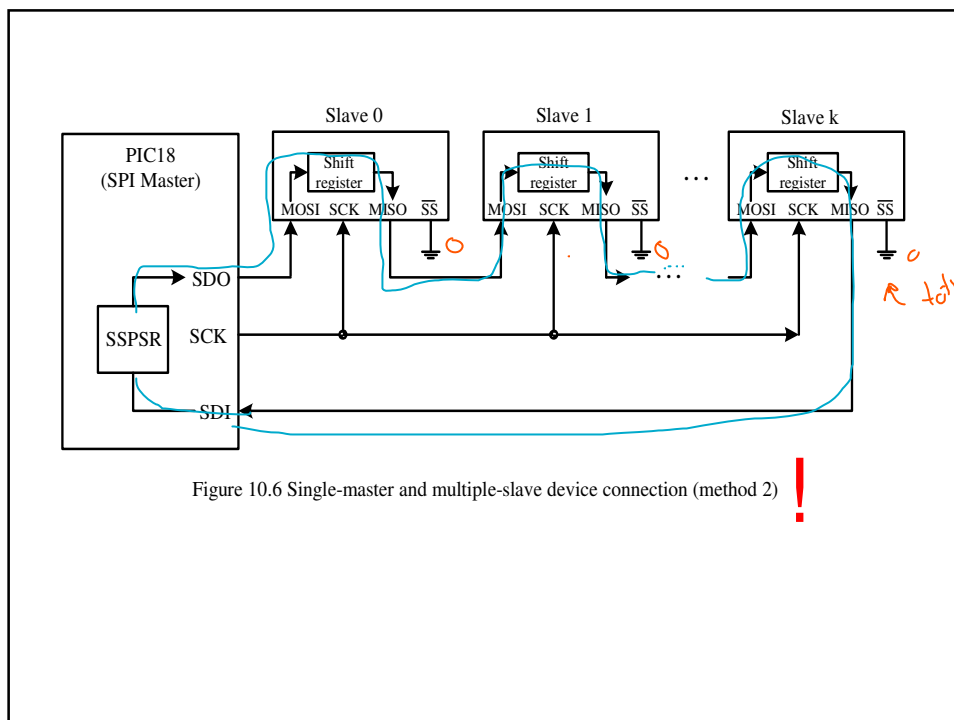 Slave 0
Slave 1
Slave k
PIC18
(SPI Master)
Shift
register
Shift
register
...
Shift
register
MOSI SCK MISO SS
MOSI SCK MISO SS
MOSI SCK MISO SS
0
0
0
SDO
...
SSPSR
SCK
SDI
Figure 10.6 Single-master and multiple-slave device connection (method 2) !